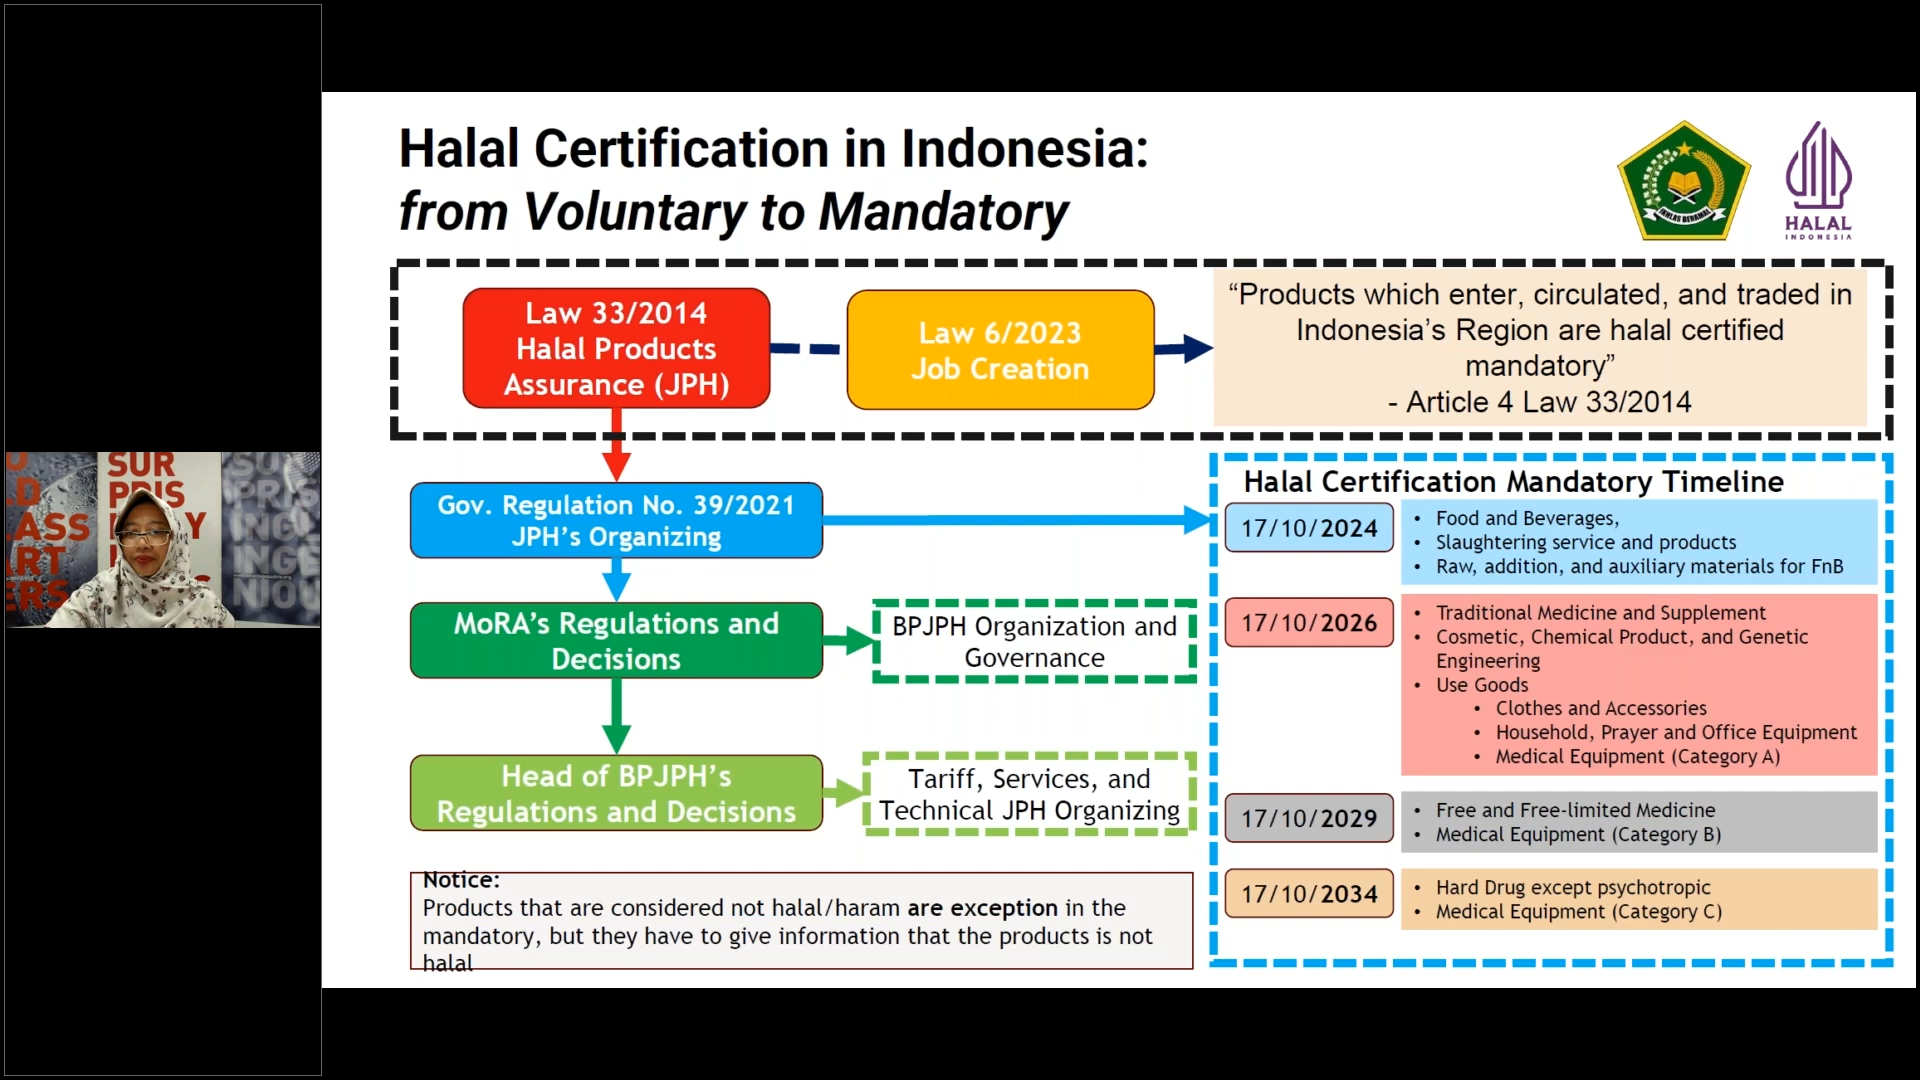 Halal Certification in Indonesia:
from Voluntary to Mandatory
IKHLAS BERAMAL
HALAL
INDONESIA
Law 33/2014
Halal Products
Assurance (JPH)
Law 6/2023
Job Creation
“Products which enter, circulated, and traded in
Indonesia’s Region are halal certified
mandatory”
- Article 4 Law 33/2014
Gov. Regulation No. 39/2021
JPH’s Organizing
MoRA’s Regulations and
Decisions
BPJPH Organization and
Governance
Head of BPJPH’s
Regulations and Decisions
Tariff, Services, and
Technical JPH Organizing
Notice:
Products that are considered not halal/haram are exception in the
mandatory, but they have to give information that the products is not
halal
Halal Certification Mandatory Timeline
17/10/2024
• Food and Beverages,
• Slaughtering service and products
• Raw, addition, and auxiliary materials for FnB
17/10/2026
• Traditional Medicine and Supplement
• Cosmetic, Chemical Product, and Genetic
Engineering
• Use Goods
• Clothes and Accessories
• Household, Prayer and Office Equipment
• Medical Equipment (Category A)
17/10/2029
• Free and Free-limited Medicine
• Medical Equipment (Category B)
17/10/2034
• Hard Drug except psychotropic
• Medical Equipment (Category C)
SUR
PRIS